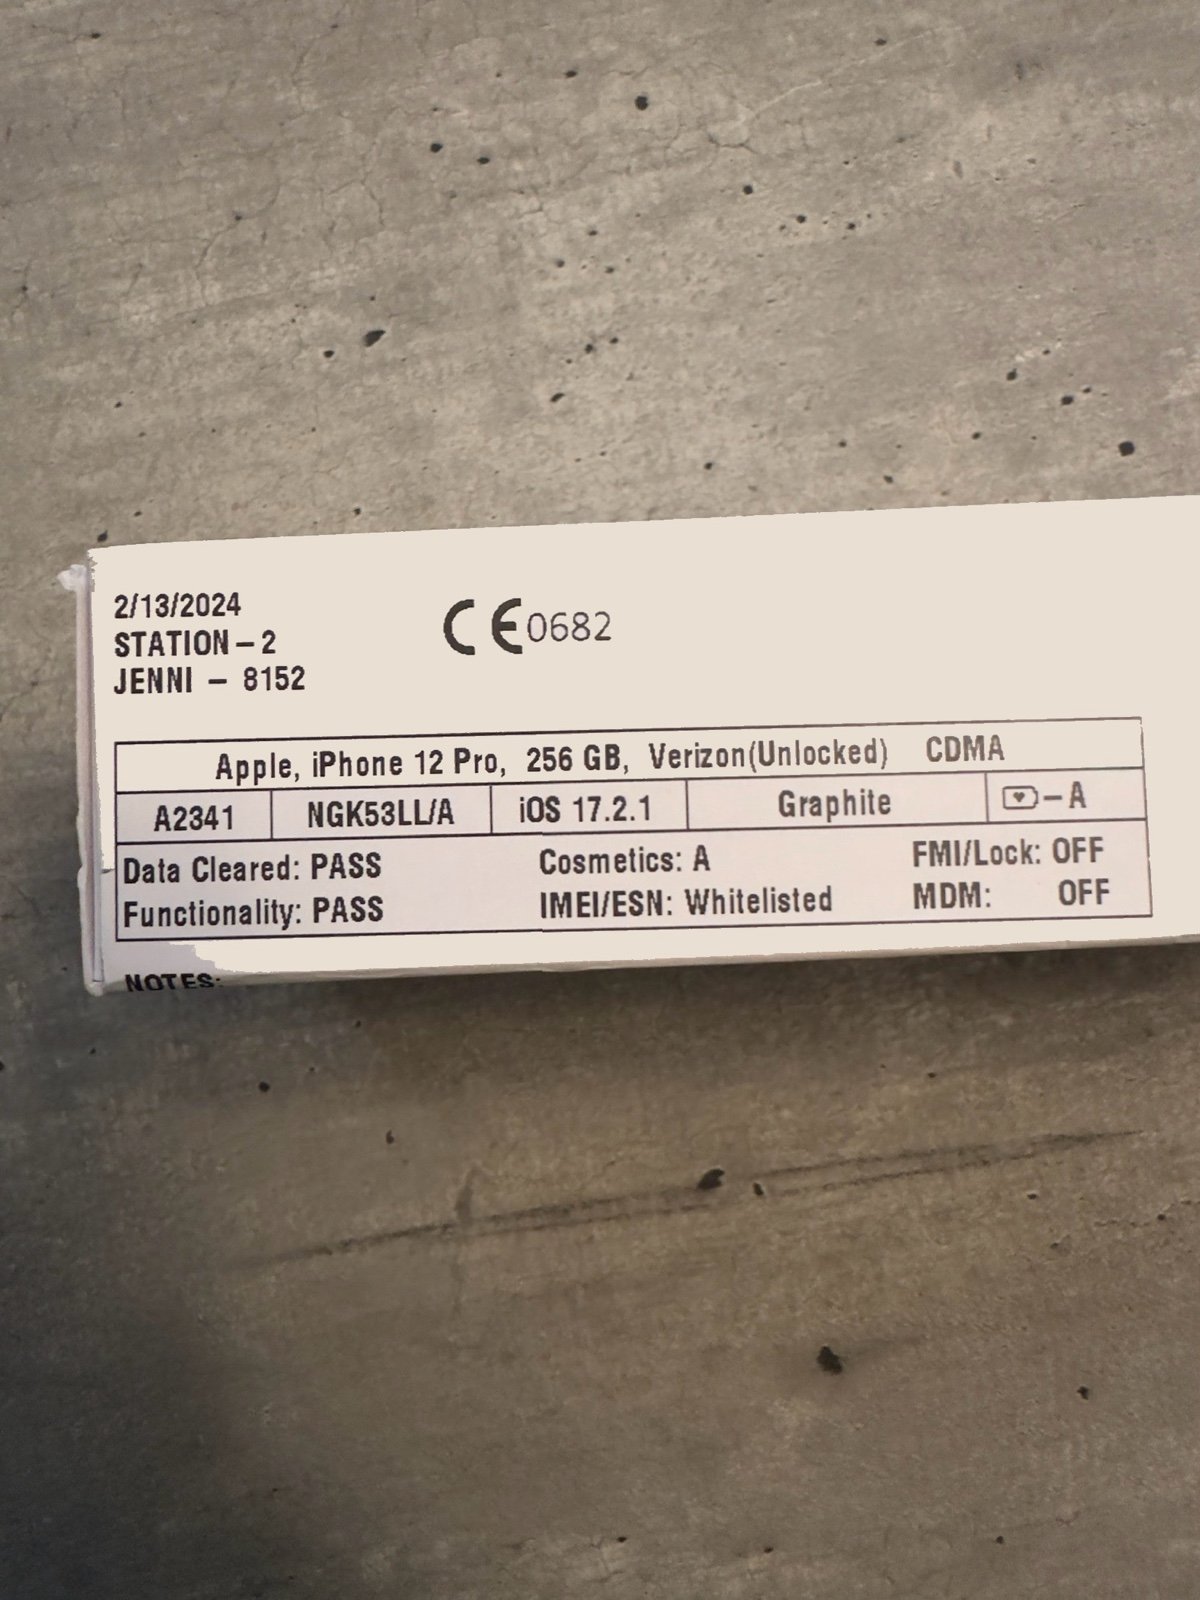 2/13/2024
STATION – 2
JENNI – 8152
CE 0682
Apple, iPhone 12 Pro, 256 GB, Verizon(Unlocked) CDMA
A2341 NGK53LL/A iOS 17.2.1 Graphite – A
Data Cleared: PASS Cosmetics: A FMI/Lock: OFF
Functionality: PASS IMEI/ESN: Whitelisted MDM: OFF
NOTES: